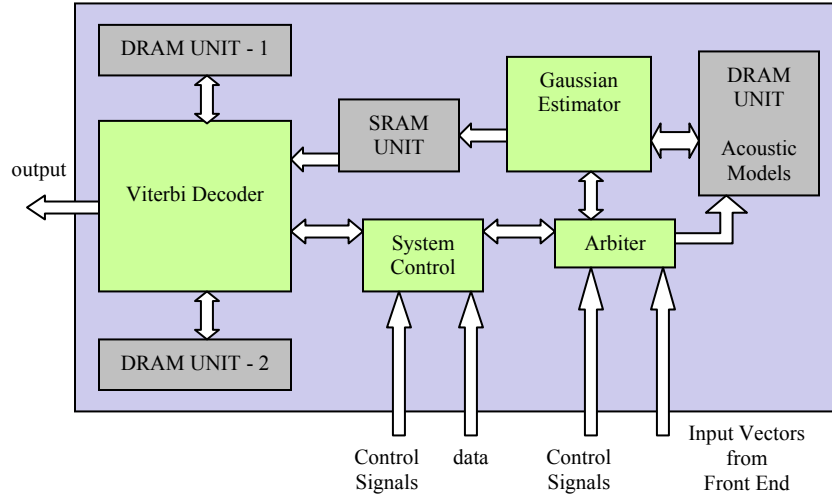 DRAM UNIT - 1
Gaussian
Estimator
DRAM
UNIT
Acoustic
Models
SRAM
UNIT
output
Viterbi Decoder
System
Control
Arbiter
DRAM UNIT - 2
Control
Signals
data
Control
Signals
Input Vectors
from
Front End